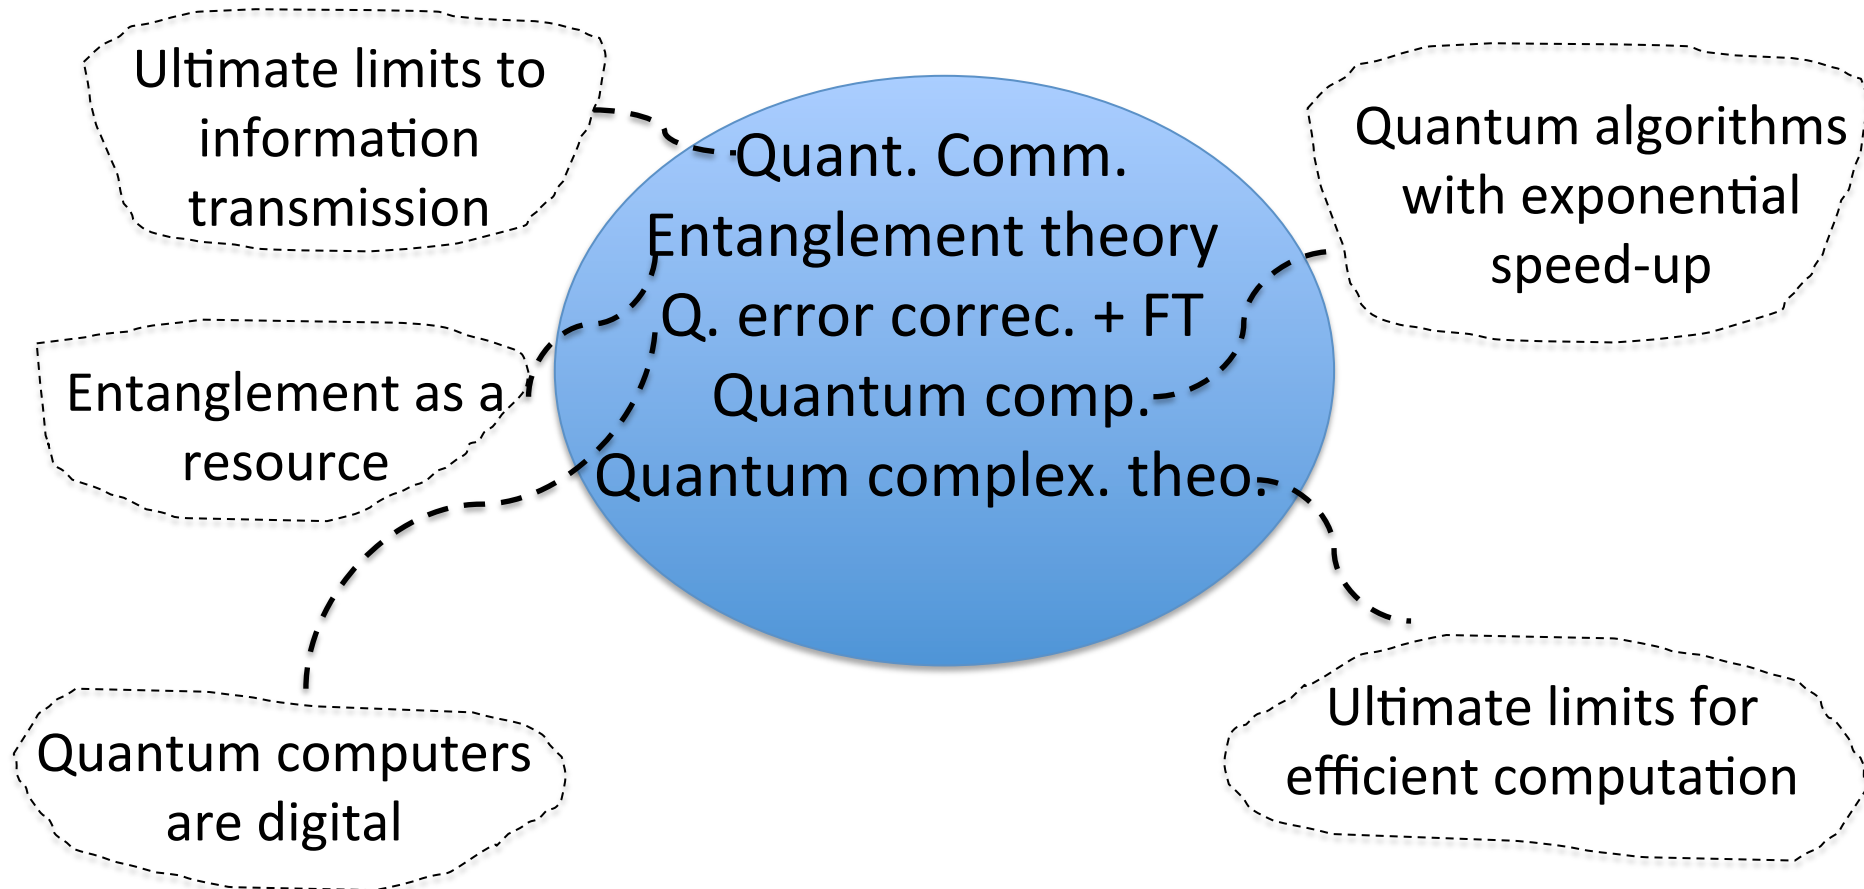 Ultimate limits to
information
transmission
Quant. Comm.
Entanglement theory
Q. error correc. + FT
Quantum comp.
Quantum complex. theo.
Quantum algorithms
with exponential
speed-up
Entanglement as a
resource
Quantum computers
are digital
Ultimate limits for
efficient computation